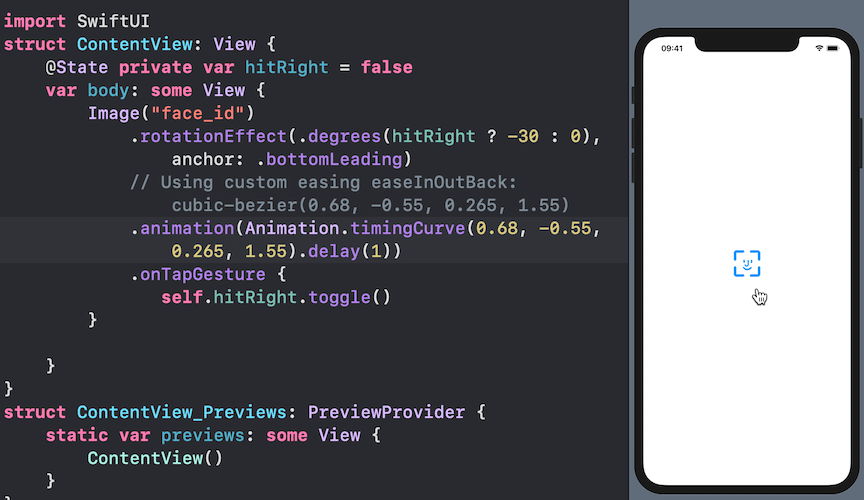 import SwiftUI
struct ContentView: View {
@State private var hitRight = false
var body: some View {
Image("face_id")
.rotationEffect(.degrees(hitRight ? -30 : 0),
anchor: .bottomLeading)
// Using custom easing easeInOutBack:
cubic-bezier(0.68, -0.55, 0.265, 1.55)
.animation(Animation.timingCurve(0.68, -0.55,
0.265, 1.55).delay(1))
.onTapGesture {
self.hitRight.toggle()
}
}
}
struct ContentView_Previews: PreviewProvider {
static var previews: some View {
ContentView()
}
}
09:41